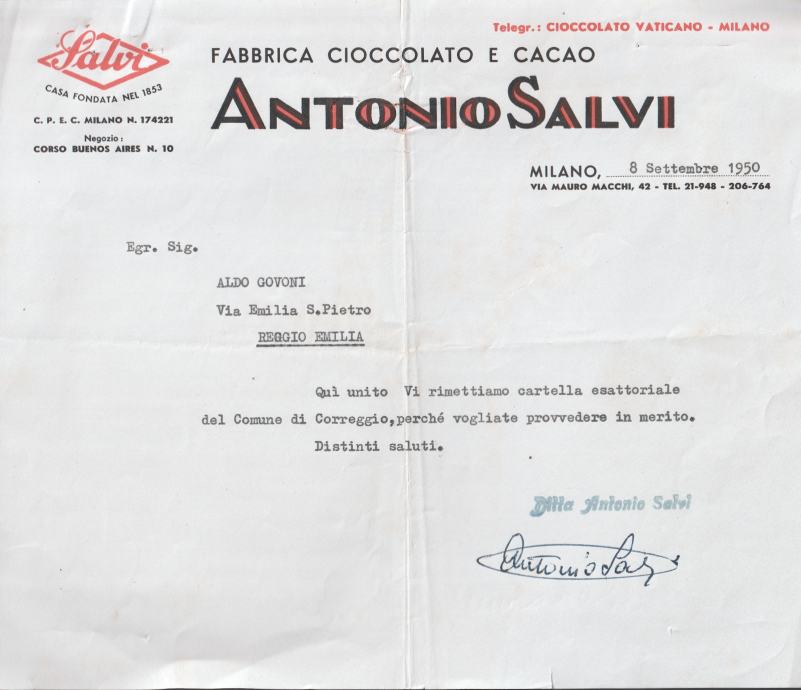 Telegr.: CIOCCOLATO VATICANO - MILANO
Salvi
CASA FONDATA NEL 1853
C. P. E. C. MILANO N. 174221
Negozio:
CORSO BUENOS AIRES N. 10
FABBRICA CIOCCOLATO E CACAO
ANTONIO SALVI
MILANO, 8 Settembre 1950
VIA MAURO MACCHI, 42 - TEL. 21-948 - 206-764
Egr. Sig.
ALDO GOVONI
Via Emilia S.Pietro
REGGIO EMILIA
Quì unito Vi rimettiamo cartella esattoriale
del Comune di Correggio,perché vogliate provvedere in merito.
Distinti saluti.
Ditta Antonio Salvi
Antonio Salvi